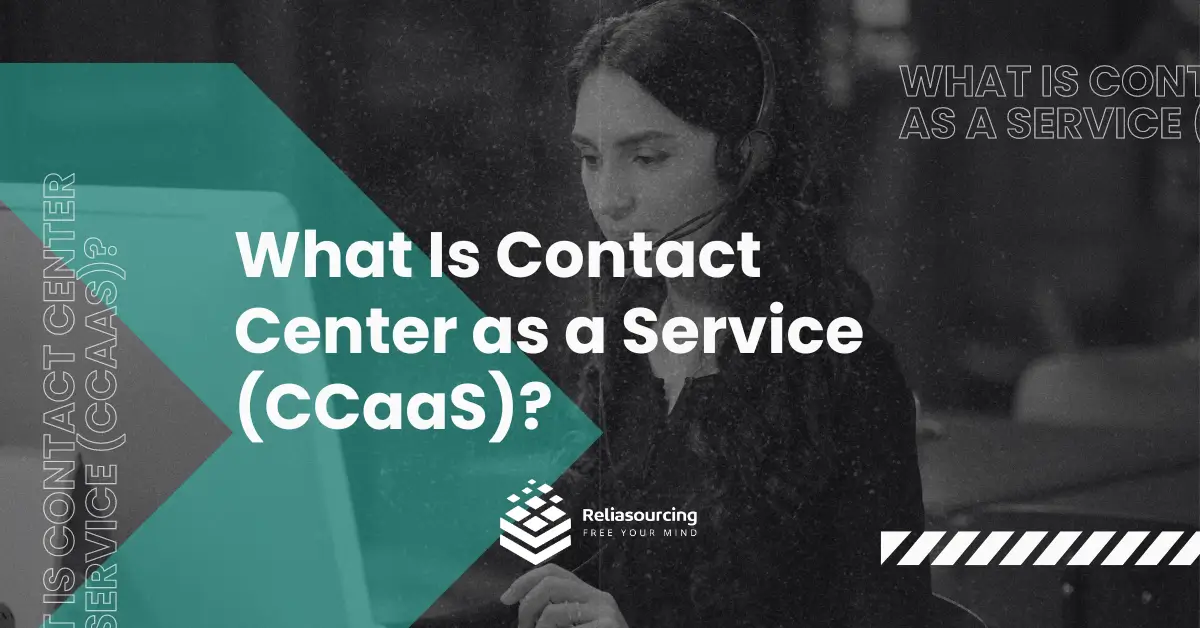 WHAT IS CONT
AS A SERVICE (
What Is Contact
Center as a Service
(CCaaS)?
T IS CONTACT CENTER
SERVICE (CCAAS)?
Reliasourcing
FREE YOUR MIND